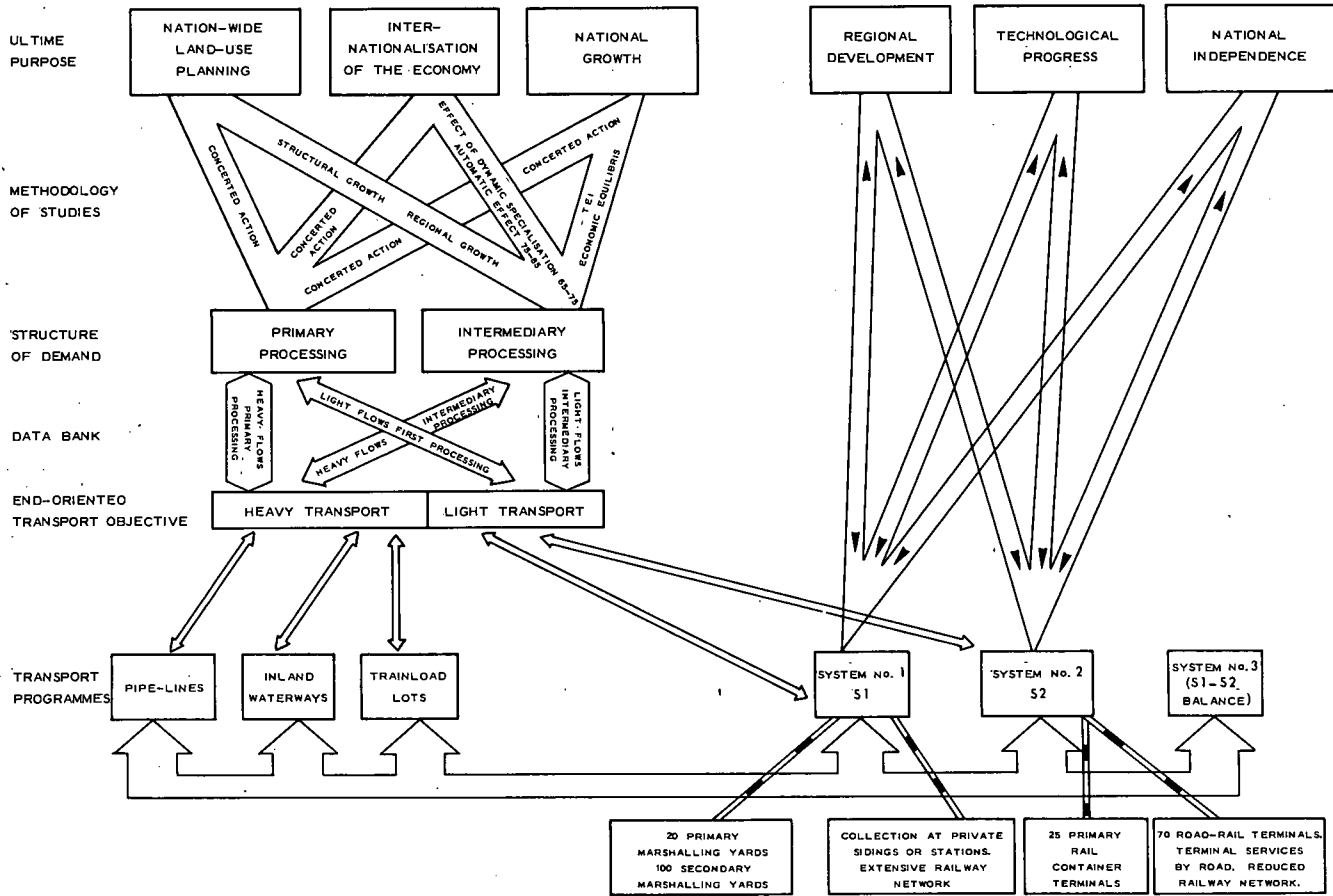 ULTIME
PURPOSE
NATION-WIDE
LAND-USE
PLANNING
INTER-
NATIONALISATION
OF THE ECONOMY
NATIONAL
GROWTH
REGIONAL
DEVELOPMENT
TECHNOLOGICAL
PROGRESS
NATIONAL
INDEPENDENCE
METHODOLOGY
OF STUDIES
CONCERTED ACTION
STRUCTURAL GROWTH REGIONAL GROWTH
CONCERTED
ACTION
EFFECT OF DYNAMIC SPECIALISATION 65-75
AUTOMATIC EFFECT 75-85
CONCERTED ACTION
CONCERTED ACTION
TEI
ECONOMIC EQUILIBRIS
STRUCTURE
OF DEMAND
PRIMARY
PROCESSING
INTERMEDIARY
PROCESSING
DATA BANK
HEAVY-FLOWS
PRIMARY
PROCESSING
LIGHT FLOWS FIRST PROCESSING
HEAVY FLOWS INTERMEDIARY
PROCESSING
LIGHT-FLOWS
INTERMEDIARY
PROCESSING
END-ORIENTED
TRANSPORT OBJECTIVE
HEAVY TRANSPORT
LIGHT TRANSPORT
TRANSPORT
PROGRAMMES
PIPE-LINES
INLAND
WATERWAYS
TRAINLOAD
LOTS
SYSTEM No. 1
S1
SYSTEM No. 2
S2
SYSTEM No. 3
(S1-S2
BALANCE)
20 PRIMARY
MARSHALLING YARDS
100 SECONDARY
MARSHALLING YARDS
COLLECTION AT PRIVATE
SIDINGS OR STATIONS.
EXTENSIVE RAILWAY
NETWORK
25 PRIMARY
RAIL
CONTAINER
TERMINALS
70 ROAD-RAIL TERMINALS.
TERMINAL SERVICES
BY ROAD. REDUCED
RAILWAY NETWORK.